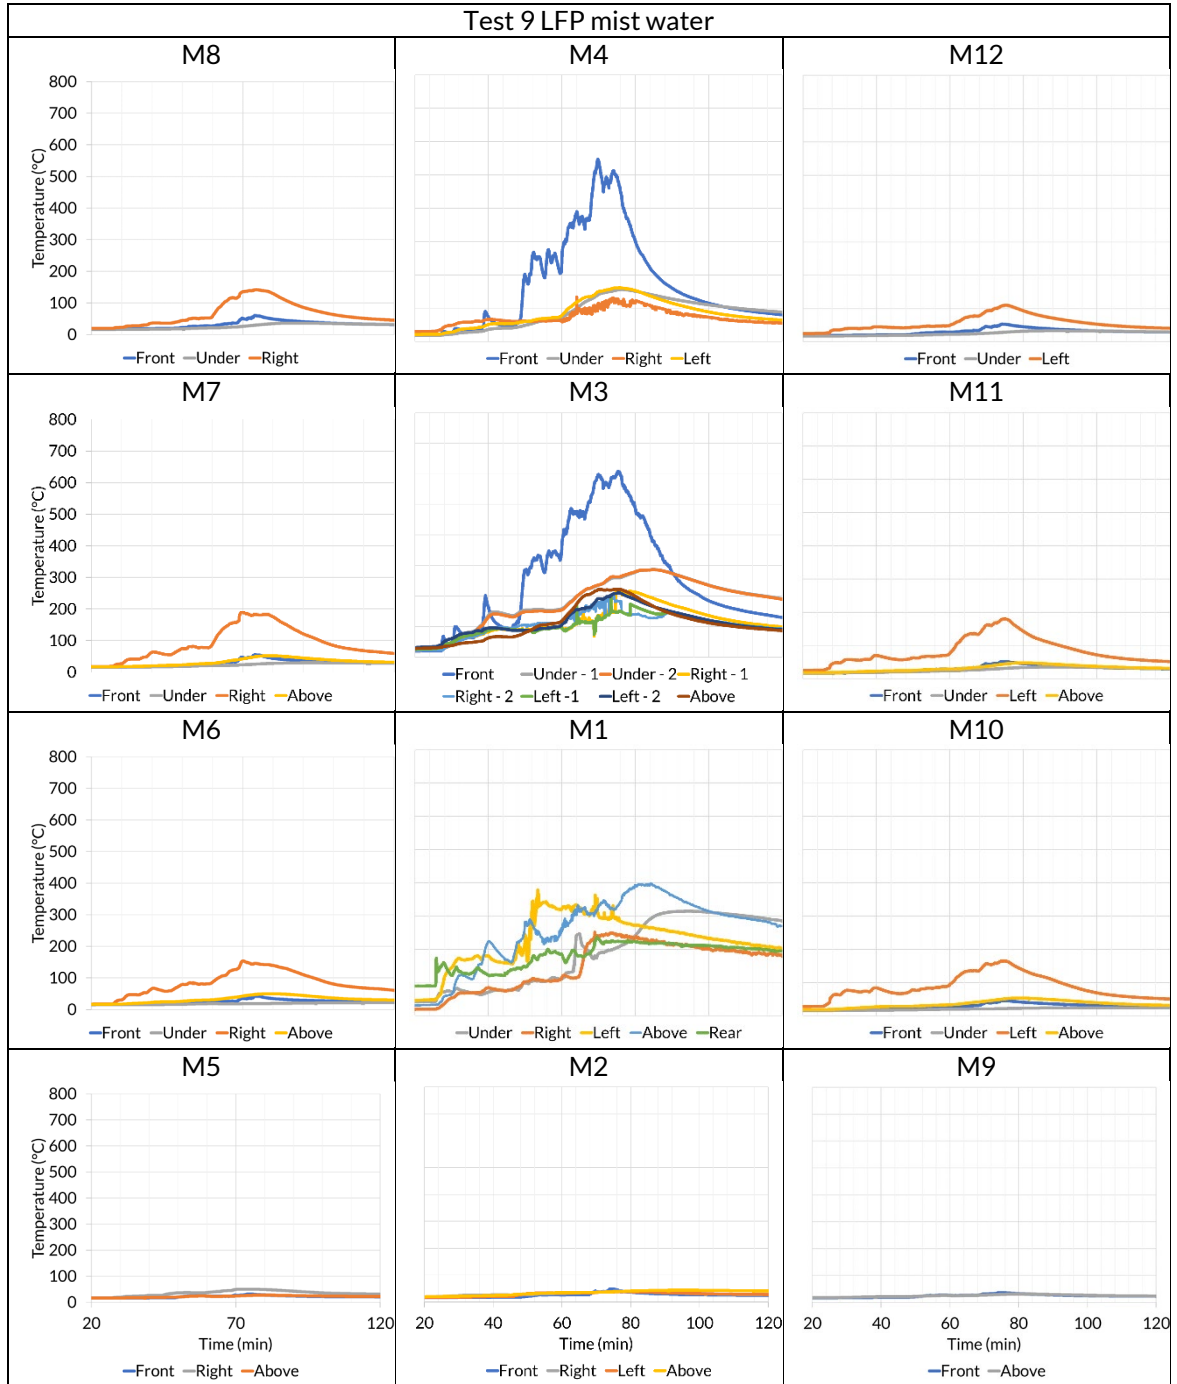 Test 9 LFP mist water
M8 M4 M12
800
700
600
500
400
300
200
100
0
Temperature (°C)
Front Under Right
Front Under Right Left
Front Under Left
M7 M3 M11
800
700
600
500
400
300
200
100
0
Temperature (°C)
Front Under Right Above
Front Under - 1 Under - 2 Right - 1
Right - 2 Left -1 Left - 2 Above
Front Under Left Above
M6 M1 M10
800
700
600
500
400
300
200
100
0
Temperature (°C)
Front Under Right Above
Under Right Left Above Rear
Front Under Left Above
M5 M2 M9
800
700
600
500
400
300
200
100
0
Temperature (°C)
20 70 120
Time (min)
Front Right Above
20 40 60 80 100 120
Time (min)
Front Right Left Above
20 40 60 80 100 120
Time (min)
Front Above